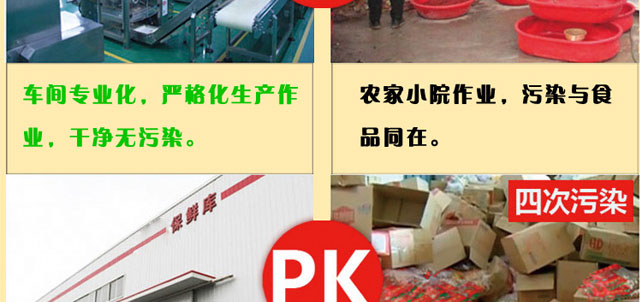 车间专业化，严格化生产作
业，干净无污染。
农家小院作业，污染与食
品同在。
保鲜库
四次污染
PK